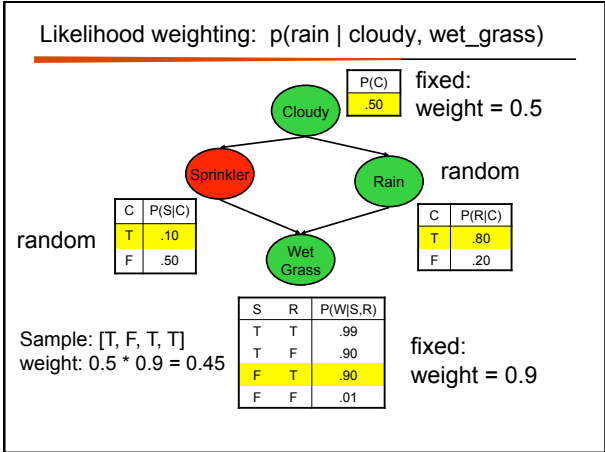 Likelihood weighting: p(rain | cloudy, wet_grass)
P(C)
.50
fixed:
weight = 0.5
Cloudy
Sprinkler
Rain
random
random
C P(S|C)
T .10
F .50
C P(R|C)
T .80
F .20
Wet
Grass
Sample: [T, F, T, T]
weight: 0.5 * 0.9 = 0.45
S R P(W|S,R)
T T .99
T F .90
F T .90
F F .01
fixed:
weight = 0.9